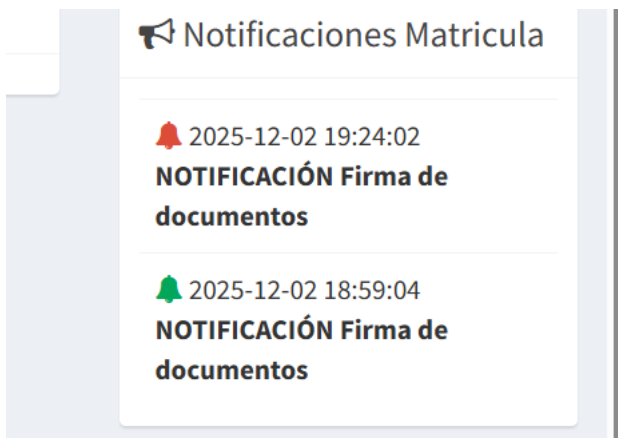 Notificaciones Matricula
2025-12-02 19:24:02
NOTIFICACIÓN Firma de
documentos
2025-12-02 18:59:04
NOTIFICACIÓN Firma de
documentos